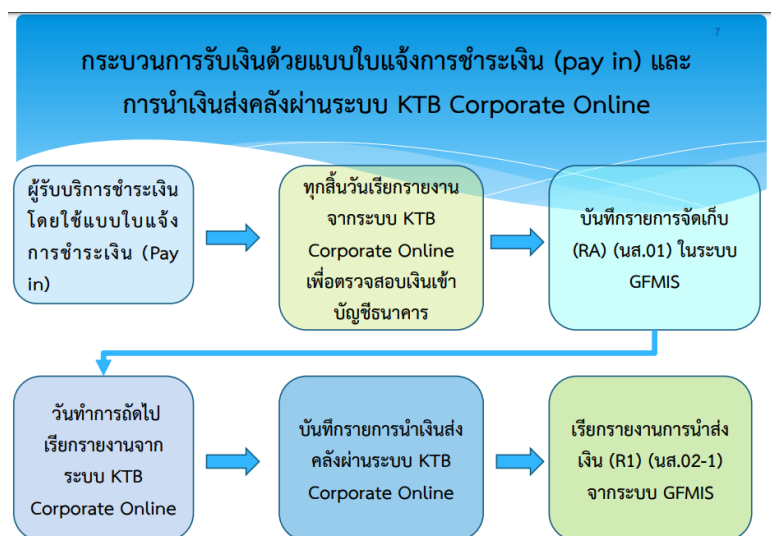 7
กระบวนการรับเงินด้วยแบบใบแจ้งการชำระเงิน (pay in) และ
การนำเงินส่งคลังผ่านระบบ KTB Corporate Online
ผู้รับบริการชำระเงิน
โดยใช้แบบใบแจ้ง
การชำระเงิน (Pay
in)
ทุกสิ้นวันเรียกรายงาน
จากระบบ KTB
Corporate Online
เพื่อตรวจสอบเงินเข้า
บัญชีธนาคาร
บันทึกรายการจัดเก็บ
(RA) (นส.01) ในระบบ
GFMIS
วันทำการถัดไป
เรียกรายงานจาก
ระบบ KTB
Corporate Online
บันทึกรายการนำเงินส่ง
คลังผ่านระบบ KTB
Corporate Online
เรียกรายงานการนำส่ง
เงิน (R1) (นส.02-1)
จากระบบ GFMIS